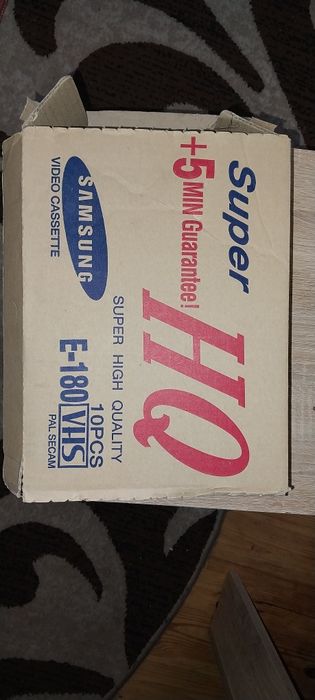 Super
+5 MIN Guarantee!
HQ
SUPER HIGH QUALITY
10PCS
SAMSUNG
VIDEO CASSETTE
E-180 VHS
PAL SECAM